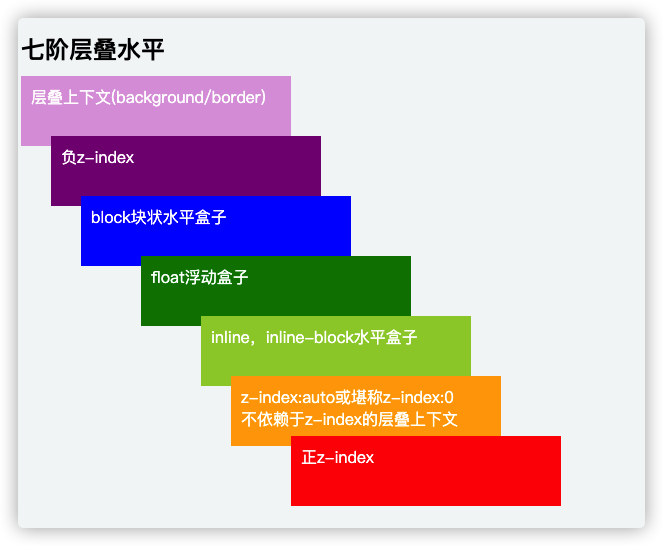 七阶层叠水平
层叠上下文(background/border)
负z-index
block块状水平盒子
float浮动盒子
inline，inline-block水平盒子
z-index:auto或堪称z-index:0
不依赖于z-index的层叠上下文
正z-index